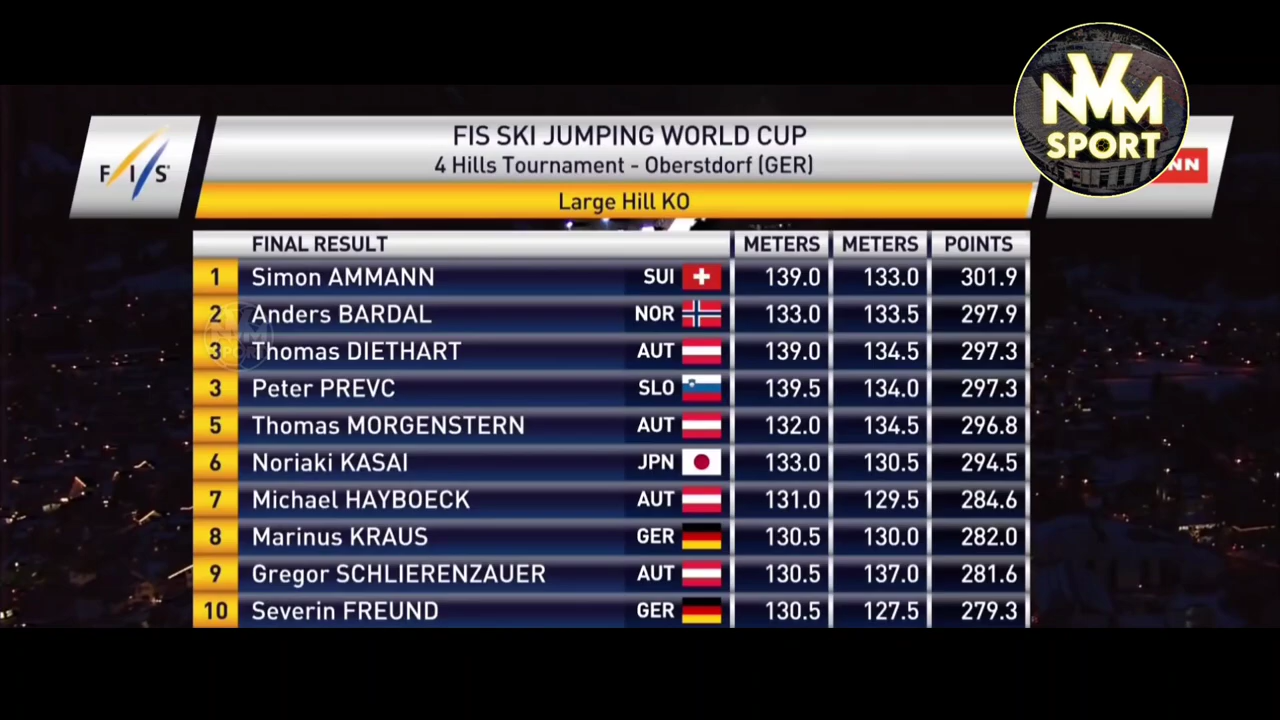 NVM
SPORT
FIS
FIS SKI JUMPING WORLD CUP
4 Hills Tournament - Oberstdorf (GER)
Large Hill KO
NN
FINAL RESULT METERS METERS POINTS
1 Simon AMMANN SUI 139.0 133.0 301.9
2 Anders BARDAL NOR 133.0 133.5 297.9
3 Thomas DIETHART AUT 139.0 134.5 297.3
3 Peter PREVC SLO 139.5 134.0 297.3
5 Thomas MORGENSTERN AUT 132.0 134.5 296.8
6 Noriaki KASAI JPN 133.0 130.5 294.5
7 Michael HAYBOECK AUT 131.0 129.5 284.6
8 Marinus KRAUS GER 130.5 130.0 282.0
9 Gregor SCHLIERENZAUER AUT 130.5 137.0 281.6
10 Severin FREUND GER 130.5 127.5 279.3